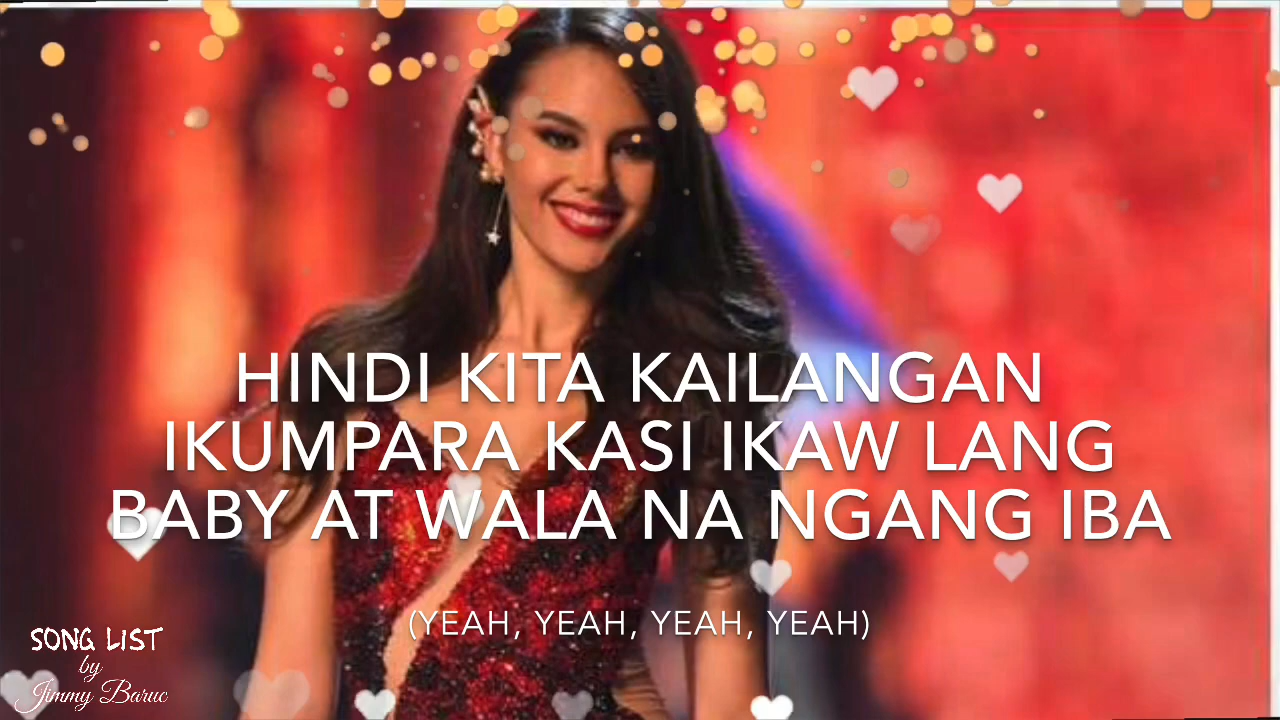 HINDI KITA KAILANGAN
IKUMPARA KASI IKAW LANG
BABY AT WALA NA NGANG IBA
(YEAH, YEAH, YEAH, YEAH)
SONG LIST
by
Jimmy Baruc